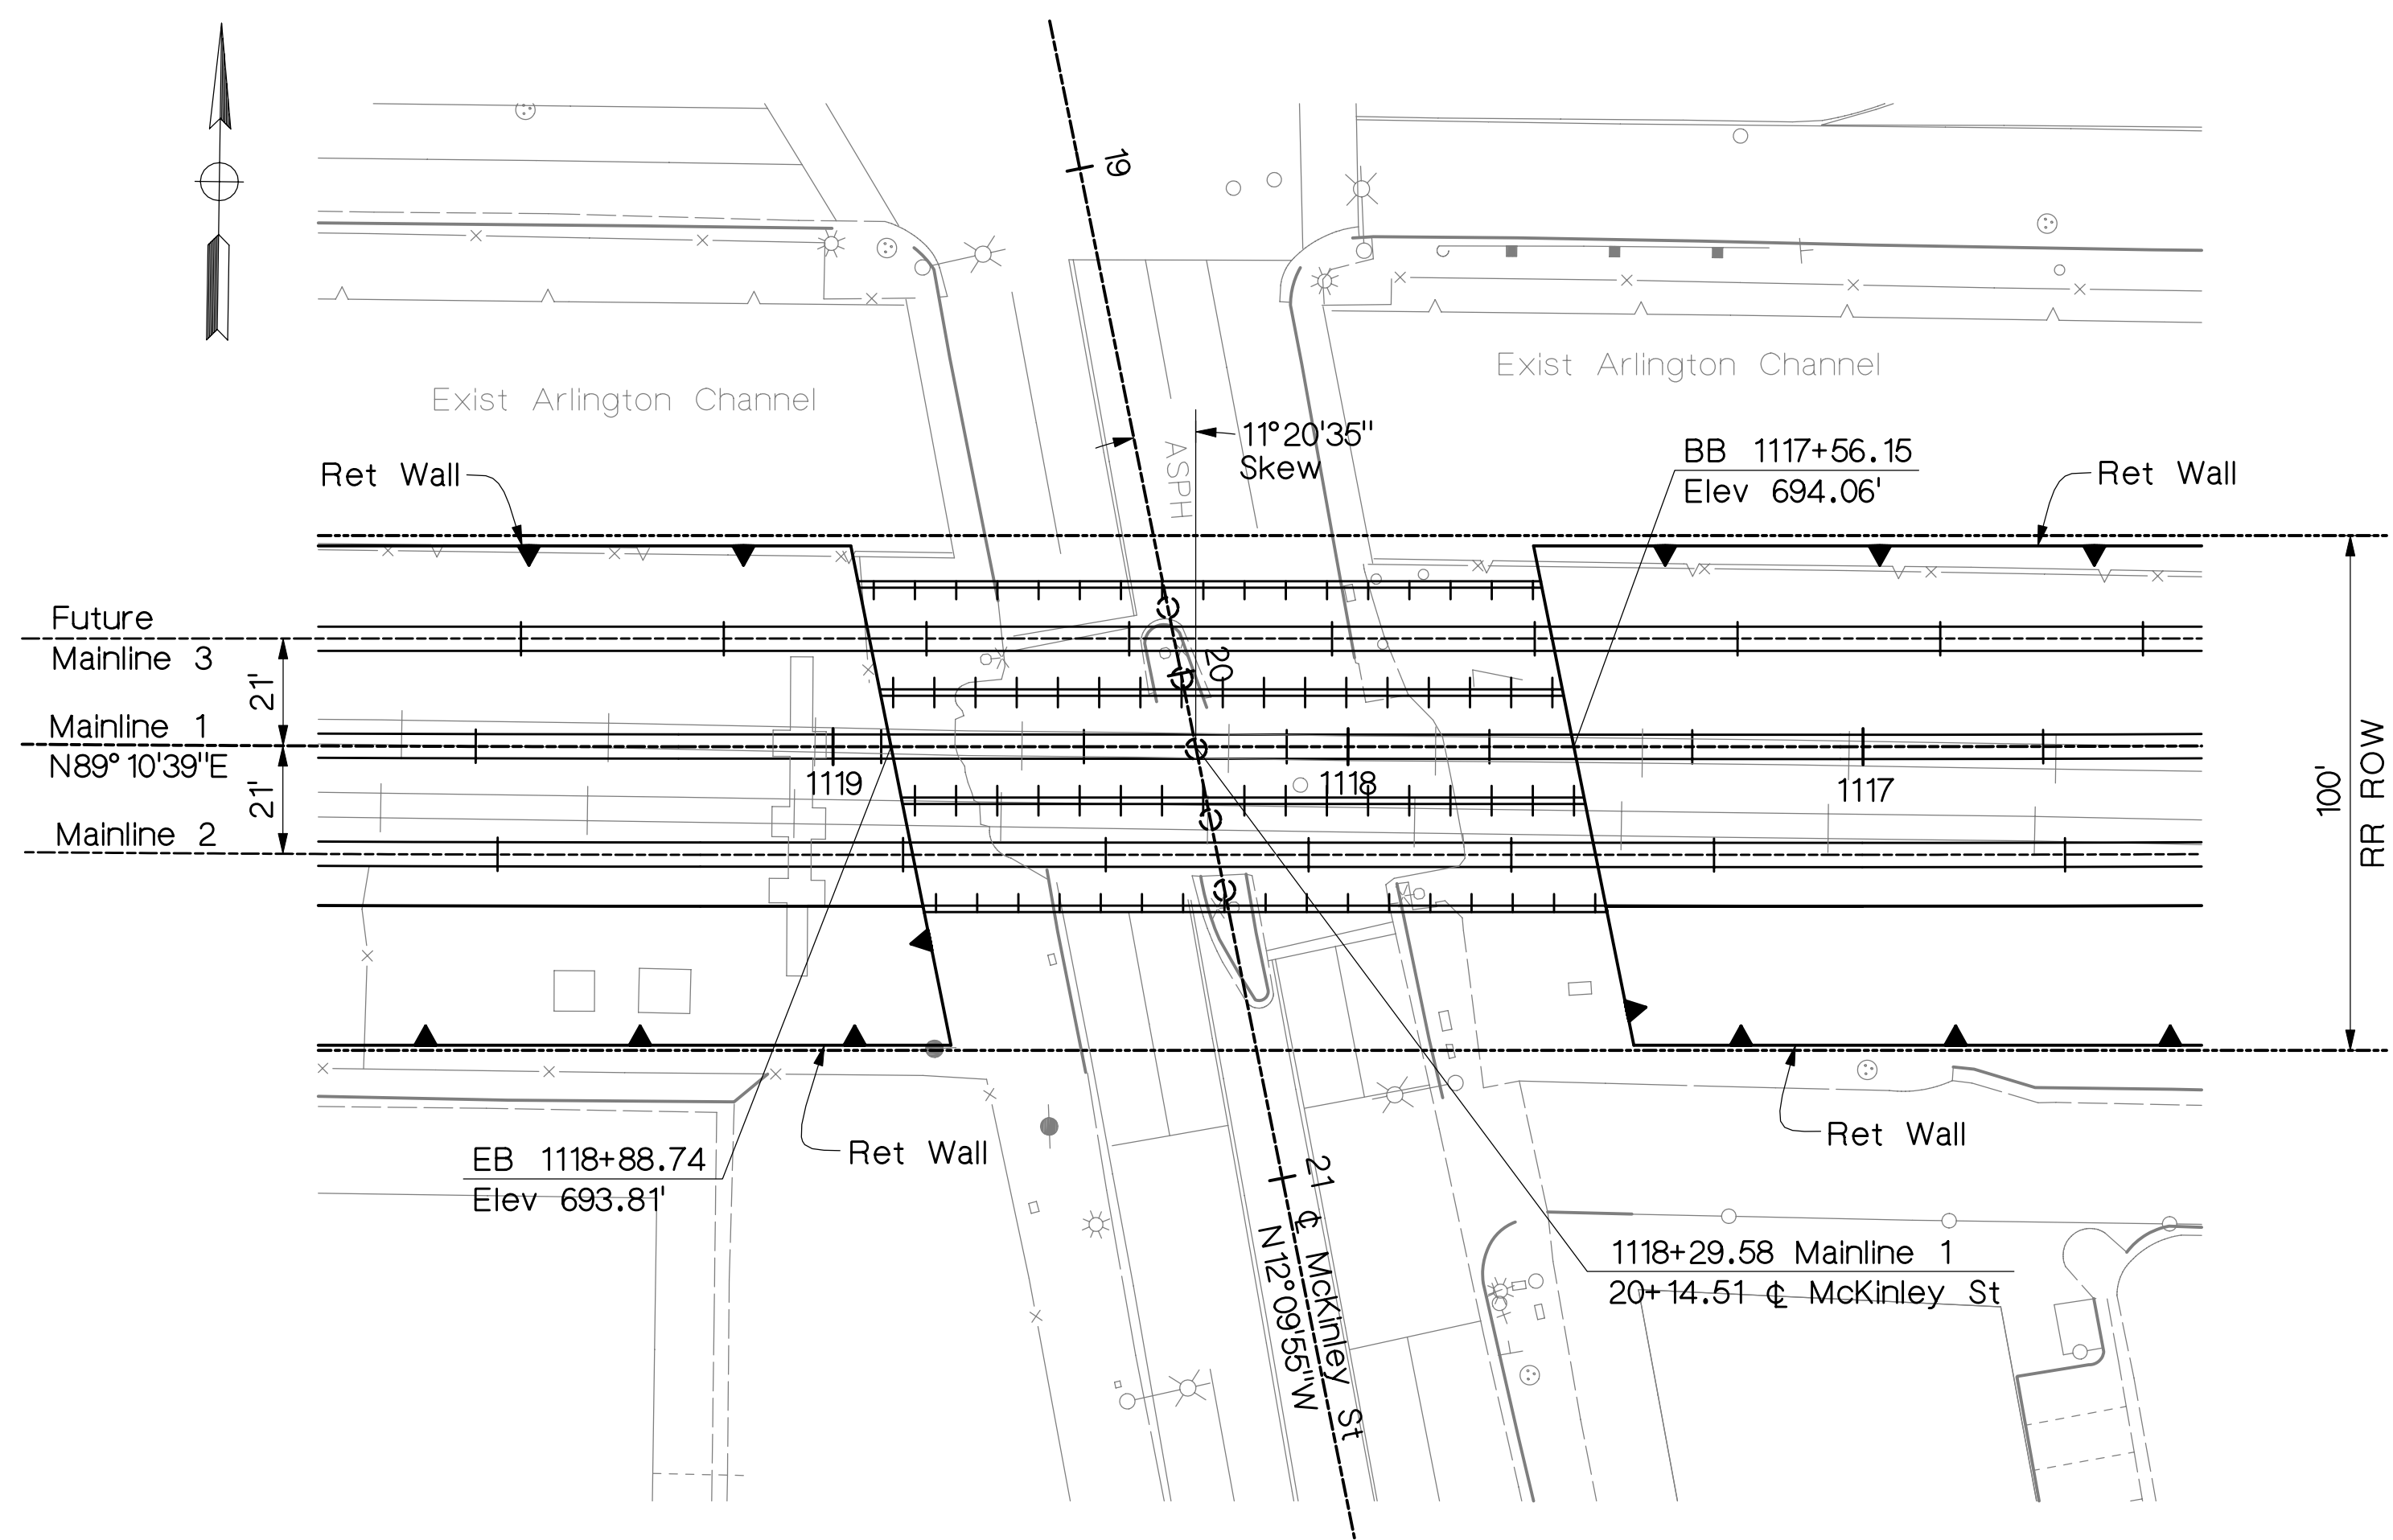 19
Exist Arlington Channel
Exist Arlington Channel
11°20'35"
Skew
ASPH
BB 1117+56.15
Elev 694.06'
Ret Wall
Ret Wall
Future
Mainline 3
21'
20
Mainline 1
N89°10'39"E
21'
1119
1118
1117
100'
RR ROW
Mainline 2
EB 1118+88.74
Elev 693.81'
Ret Wall
Ret Wall
21
℄ McKinley St
N12°09'55"W
1118+29.58 Mainline 1
20+14.51 ℄ McKinley St